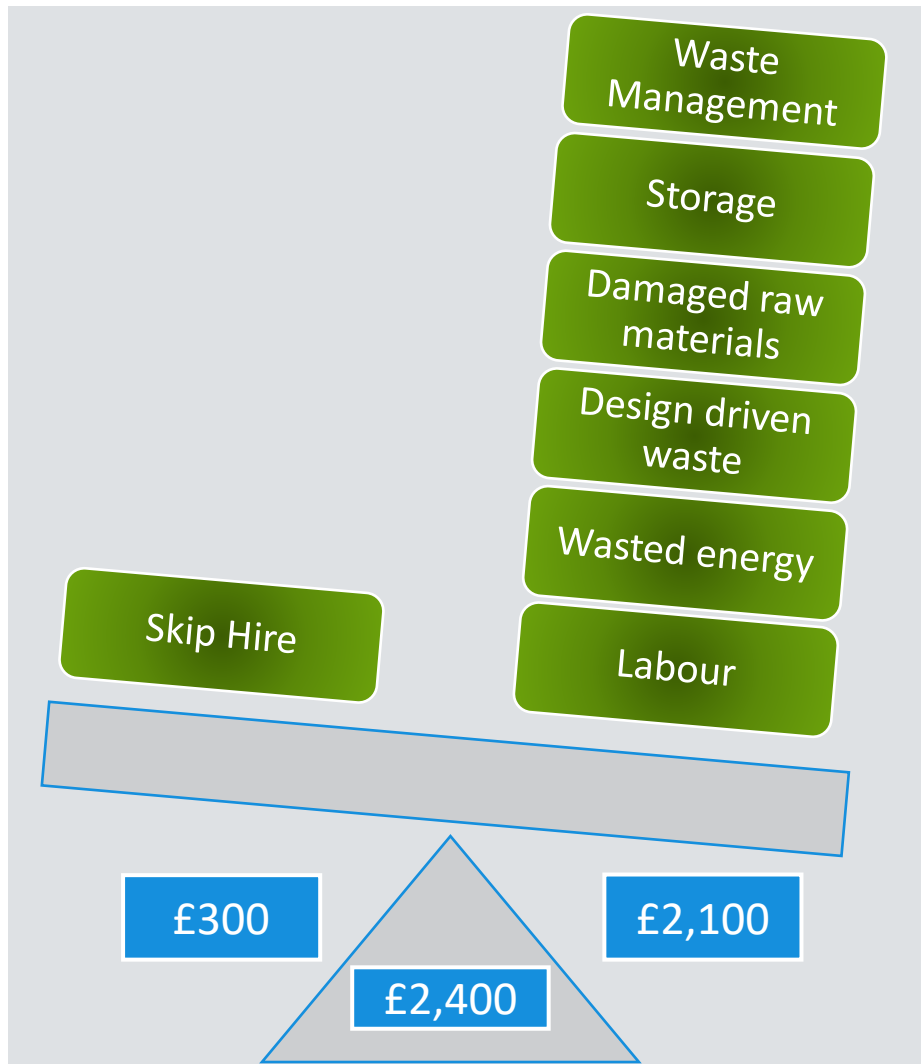 Waste
Management
Storage
Damaged raw
materials
Design driven
waste
Wasted energy
Labour
Skip Hire
£300
£2,100
£2,400